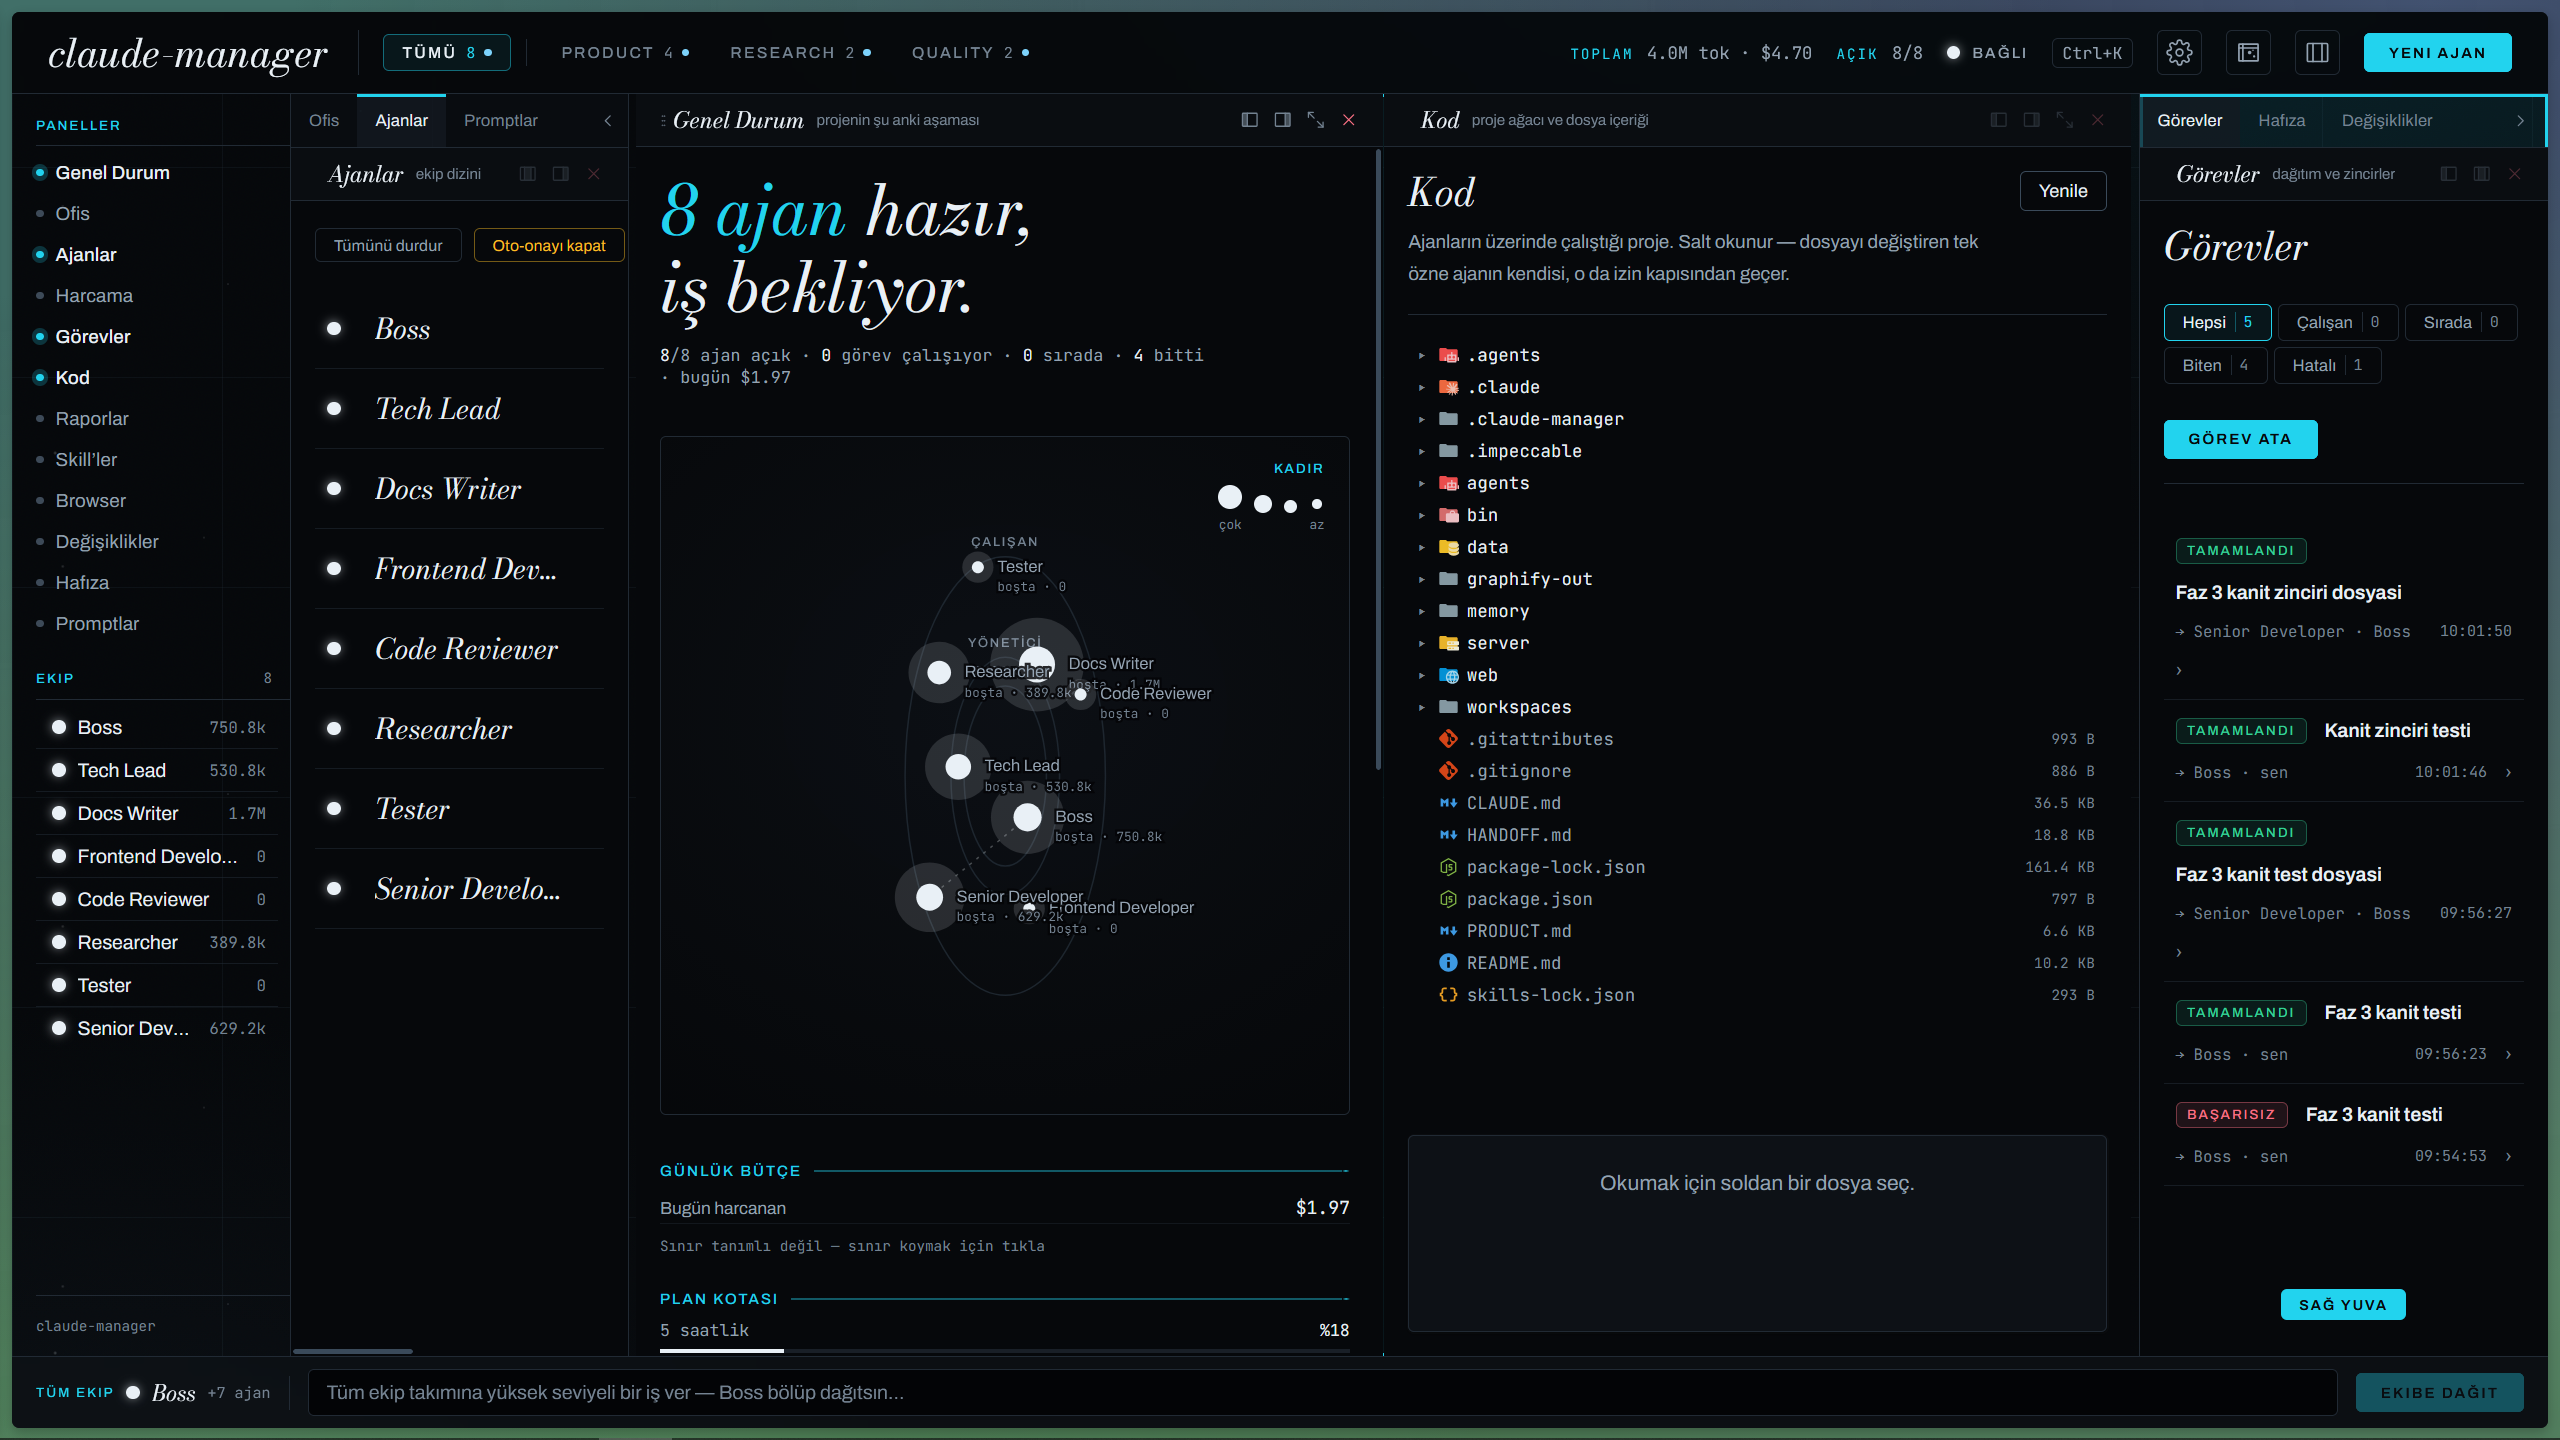 claude-manager
TÜMÜ 8
PRODUCT 4
RESEARCH 2
QUALITY 2
TOPLAM 4.0M tok · $4.70 AÇIK 8/8
BAĞLI
Ctrl+K
YENI AJAN
PANELLER
Genel Durum
Ofis
Ajanlar
Harcama
Görevler
Kod
Raporlar
Skill'ler
Browser
Değişiklikler
Hafıza
Promptlar
EKIP 8
Boss 750.8k
Tech Lead 530.8k
Docs Writer 1.7M
Frontend Develo... 0
Code Reviewer 0
Researcher 389.8k
Tester 0
Senior Dev... 629.2k
claude-manager
Ofis Ajanlar Promptlar
Ajanlar ekip dizini
Tümünü durdur
Oto-onayı kapat
Boss
Tech Lead
Docs Writer
Frontend Dev...
Code Reviewer
Researcher
Tester
Senior Develo...
Genel Durum projenin şu anki aşaması
8 ajan hazır,
iş bekliyor.
8/8 ajan açık · 0 görev çalışıyor · 0 sırada · 4 bitti
· bugün $1.97
KADIR
çok az
ÇALIŞAN
Tester
boşta · 0
YÖNETİCİ
Researcher
boşta · 389.8k
Docs Writer
boşta · 1.7M
Code Reviewer
boşta · 0
Tech Lead
boşta · 530.8k
Boss
boşta · 750.8k
Senior Developer
boşta · 629.2k
Frontend Developer
boşta · 0
GÜNLÜK BÜTÇE
Bugün harcanan $1.97
Sınır tanımlı değil — sınır koymak için tıkla
PLAN KOTASI
5 saatlik %18
Kod proje ağacı ve dosya içeriği
Kod
Yenile
Ajanların üzerinde çalıştığı proje. Salt okunur — dosyayı değiştiren tek
özne ajanın kendisi, o da izin kapısından geçer.
.agents
.claude
.claude-manager
.impeccable
agents
bin
data
graphify-out
memory
server
web
workspaces
.gitattributes 993 B
.gitignore 886 B
CLAUDE.md 36.5 KB
HANDOFF.md 18.8 KB
package-lock.json 161.4 KB
package.json 797 B
PRODUCT.md 6.6 KB
README.md 10.2 KB
skills-lock.json 293 B
Okumak için soldan bir dosya seç.
Görevler Hafıza Değişiklikler
Görevler dağıtım ve zincirler
Görevler
Hepsi 5
Çalışan 0
Sırada 0
Biten 4
Hatalı 1
GÖREV ATA
TAMAMLANDI
Faz 3 kanit zinciri dosyasi
→ Senior Developer · Boss 10:01:50
›
TAMAMLANDI Kanit zinciri testi
→ Boss · sen 10:01:46 ›
TAMAMLANDI
Faz 3 kanit test dosyasi
→ Senior Developer · Boss 09:56:27
›
TAMAMLANDI Faz 3 kanit testi
→ Boss · sen 09:56:23 ›
BAŞARISIZ Faz 3 kanit testi
→ Boss · sen 09:54:53 ›
SAĞ YUVA
TÜM EKIP Boss +7 ajan
Tüm ekip takımına yüksek seviyeli bir iş ver — Boss bölüp dağıtsın...
EKIBE DAĞIT